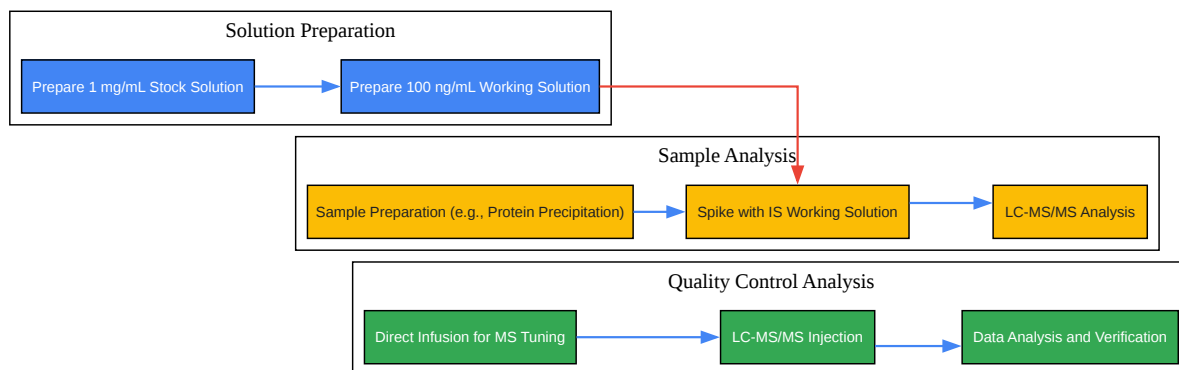 Solution Preparation
Prepare 1 mg/mL Stock Solution
Prepare 100 ng/mL Working Solution
Sample Analysis
Sample Preparation (e.g., Protein Precipitation)
Spike with IS Working Solution
LC-MS/MS Analysis
Quality Control Analysis
Direct Infusion for MS Tuning
LC-MS/MS Injection
Data Analysis and Verification